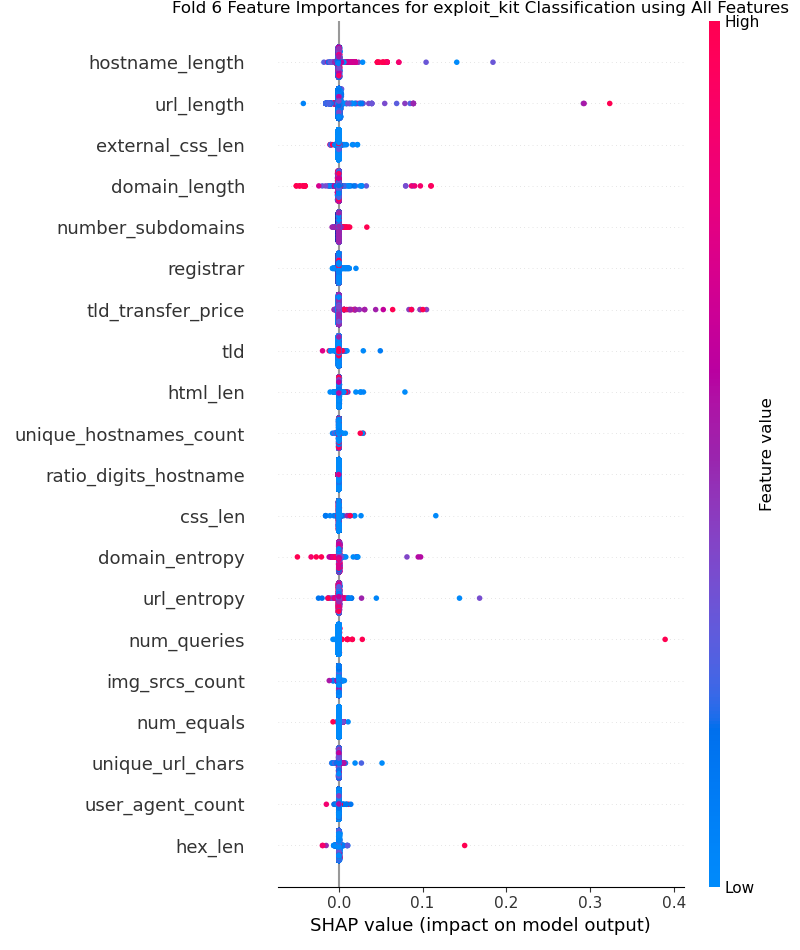 Fold 6 Feature Importances for exploit_kit Classification using All Features
High
hostname_length
url_length
external_css_len
domain_length
number_subdomains
registrar
tld_transfer_price
tld
html_len
unique_hostnames_count
ratio_digits_hostname
css_len
domain_entropy
url_entropy
num_queries
img_srcs_count
num_equals
unique_url_chars
user_agent_count
hex_len
Feature value
Low
0.0 0.1 0.2 0.3 0.4
SHAP value (impact on model output)